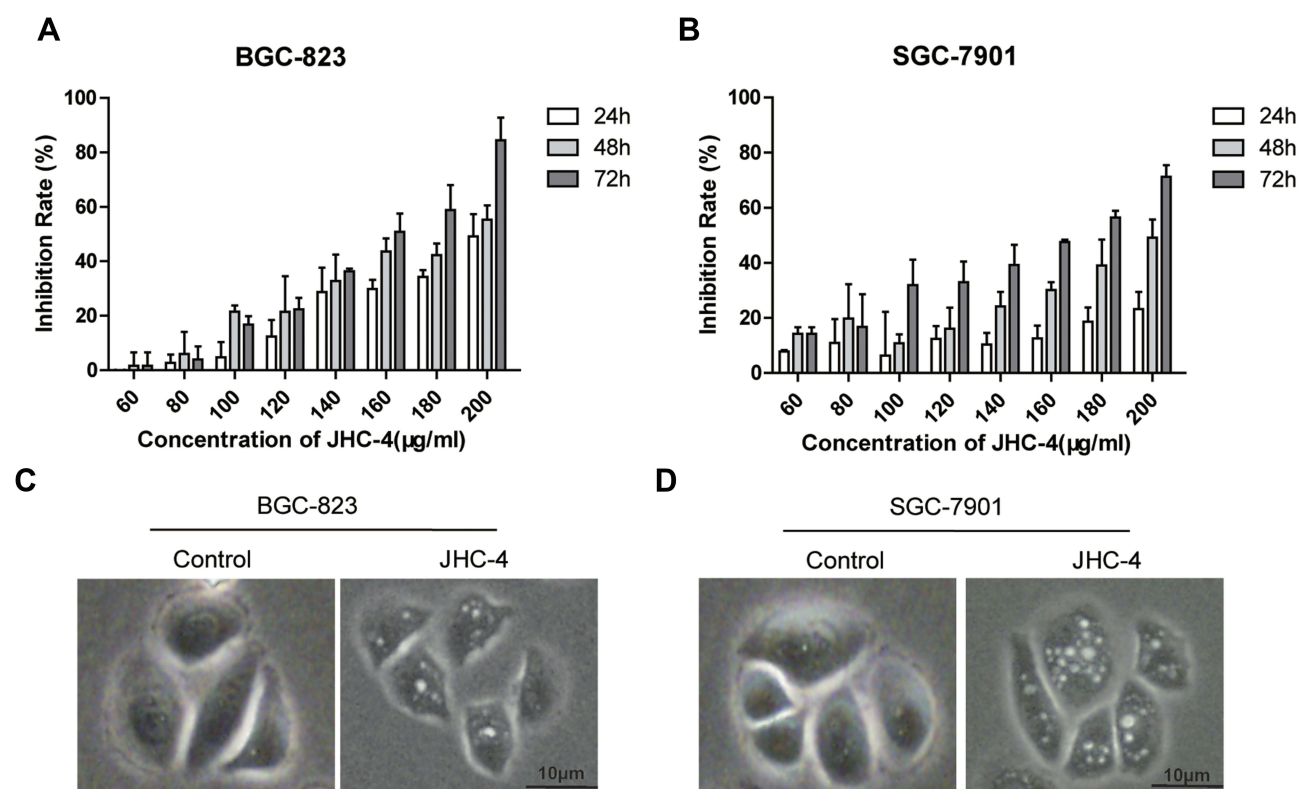 A
BGC-823
100
80
60
40
20
0
Inhibition Rate (%)
24h
48h
72h
60 80 100 120 140 160 180 200
Concentration of JHC-4(µg/ml)
B
SGC-7901
100
80
60
40
20
0
Inhibition Rate (%)
24h
48h
72h
60 80 100 120 140 160 180 200
Concentration of JHC-4(µg/ml)
C
BGC-823
Control JHC-4
10µm
D
SGC-7901
Control JHC-4
10µm